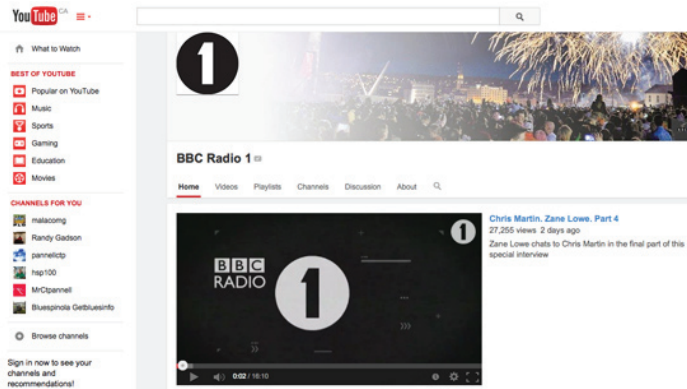 YouTube CA
What to Watch
BEST OF YOUTUBE
Popular on YouTube
Music
Sports
Gaming
Education
Movies
CHANNELS FOR YOU
malacomg
Randy Gadson
pannellctp
hsp100
MrCtpannell
Bluespinola Getbluesinfo
Browse channels
Sign in now to see your
channels and
recommendations!
1
BBC Radio 1
Home Videos Playlists Channels Discussion About
1
BBC
RADIO
1
0:02 / 16:10
Chris Martin. Zane Lowe. Part 4
27,255 views 2 days ago
Zane Lowe chats to Chris Martin in the final part of this
special interview